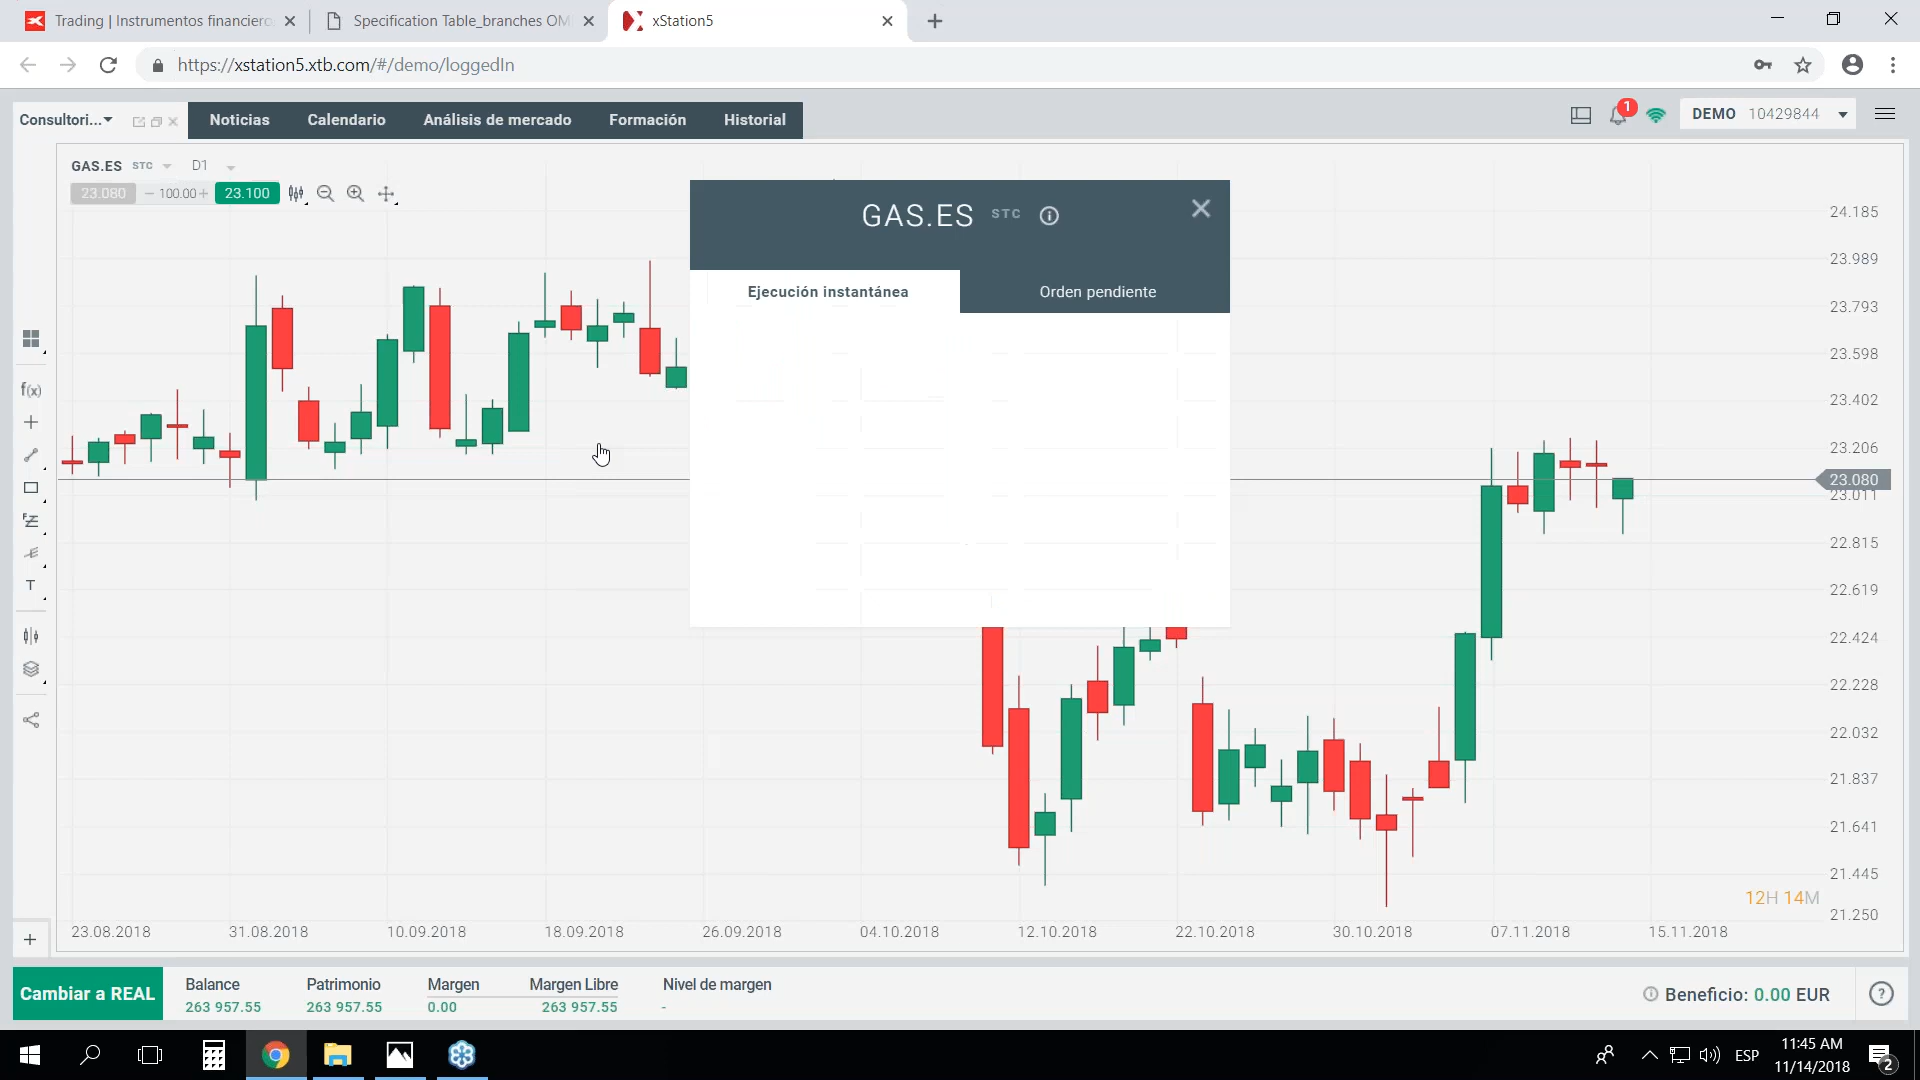 Trading | Instrumentos financiero
Specification Table_branches OM
xStation5
https://xstation5.xtb.com/#/demo/loggedIn
Consultori...
Noticias
Calendario
Análisis de mercado
Formación
Historial
1
DEMO 10429844
GAS.ES STC D1
23.080
100.00
23.100
GAS.ES STC
Ejecución instantánea
Orden pendiente
f(x)
T
24.185
23.989
23.793
23.598
23.402
23.206
23.080
23.011
22.815
22.619
22.424
22.228
22.032
21.837
21.641
21.445
21.250
12H 14M
23.08.2018
31.08.2018
10.09.2018
18.09.2018
26.09.2018
04.10.2018
12.10.2018
22.10.2018
30.10.2018
07.11.2018
15.11.2018
Cambiar a REAL
Balance
263 957.55
Patrimonio
263 957.55
Margen
0.00
Margen Libre
263 957.55
Nivel de margen
-
Beneficio: 0.00 EUR
ESP
11:45 AM
11/14/2018
2